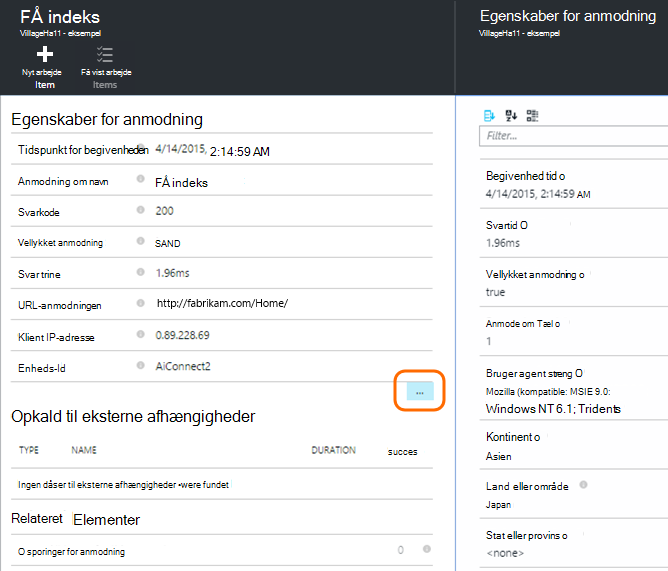 FÅ indeks
VillageHa11 - eksempel
Nyt arbejde
Item
Få vist arbejde
Items
Egenskaber for anmodning
Tidspunkt for begivenheden 4/14/2015, 2:14:59 AM
Anmodning om navn FÅ indeks
Svarkode 200
Vellykket anmodning SAND
Svar trine 1.96ms
URL-anmodningen http://fabrikam.com/Home/
Klient IP-adresse 0.89.228.69
Enheds-Id AiConnect2
...
Opkald til eksterne afhængigheder
TYPE NAME DURATION succes
Ingen dåser til eksterne afhængigheder -were fundet
Relateret Elementer
O sporinger for anmodning 0
Egenskaber for anmodning
VillageHa11 - eksempel
Filter...
Begivenhed tid o
4/14/2015, 2:14:59 AM
Svartid O
1.96ms
Vellykket anmodning o
true
Anmode om Tæl o
1
Bruger agent streng O
Mozilla (kompatible: MSIE 9.0:
Windows NT 6.1; Tridents
Kontinent o
Asien
Land eller område
Japan
Stat eller provins o
<none>